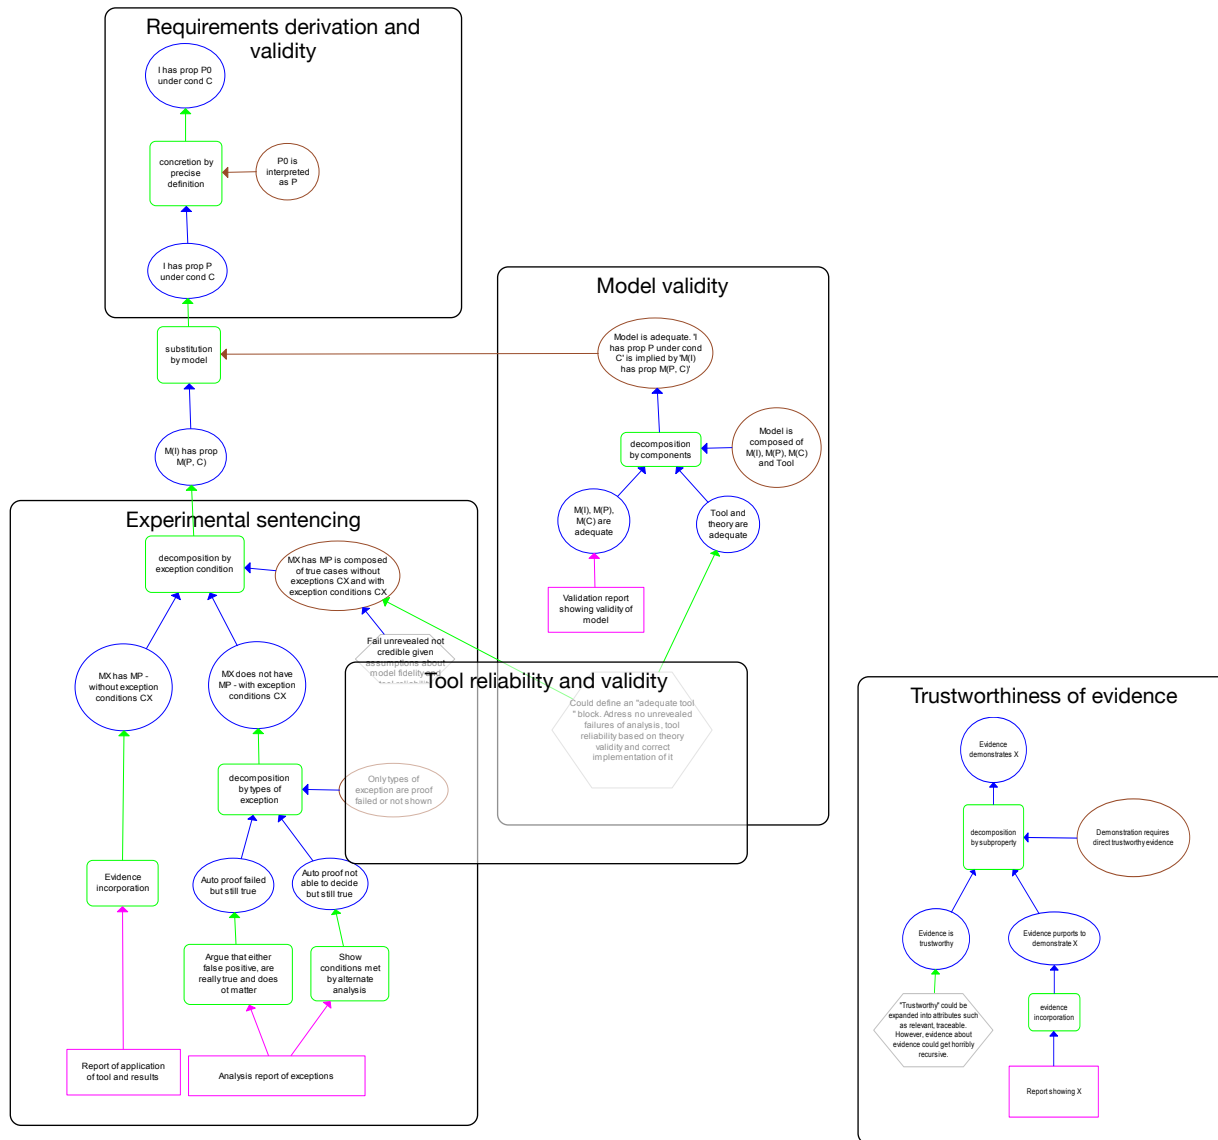 Requirements derivation and
validity
I has prop P0
under cond C
concretion by
precise
definition
P0 is
interpreted
as P
I has prop P
under cond C
substitution
by model
M(I) has prop
M(P, C)
Model validity
Model is adequate. 'I
has prop P under cond
C' is implied by 'M(I)
has prop M(P, C)'
decomposition
by components
Model is
composed of
M(I), M(P), M(C)
and Tool
M(I), M(P),
M(C) are
adequate
Tool and
theory are
adequate
Validation report
showing validity of
model
Experimental sentencing
decomposition by
exception condition
MX has MP is composed
of true cases without
exceptions CX and with
exception conditions CX
Fail unrevealed not
credible given
assumptions about
model fidelity and
tool reliability
MX has MP -
without exception
conditions CX
MX does not have
MP - with exception
conditions CX
Tool reliability and validity
Could define an "adequate tool
" block. Adress no unrevealed
failures of analysis, tool
reliability based on theory
validity and correct
implementation of it
decomposition
by types of
exception
Only types of
exception are proof
failed or not shown
Evidence
incorporation
Auto proof failed
but still true
Auto proof not
able to decide
but still true
Argue that either
false positive, are
really true and does
ot matter
Show
conditions met
by alternate
analysis
Report of application
of tool and results
Analysis report of exceptions
Trustworthiness of evidence
Evidence
demonstrates X
decomposition
by subproperty
Demonstration requires
direct trustworthy evidence
Evidence is
trustworthy
Evidence purports to
demonstrate X
"Trustworthy" could be
expanded into attributes such
as relevant, traceable.
However, evidence about
evidence could get horribly
recursive.
evidence
incorporation
Report showing X